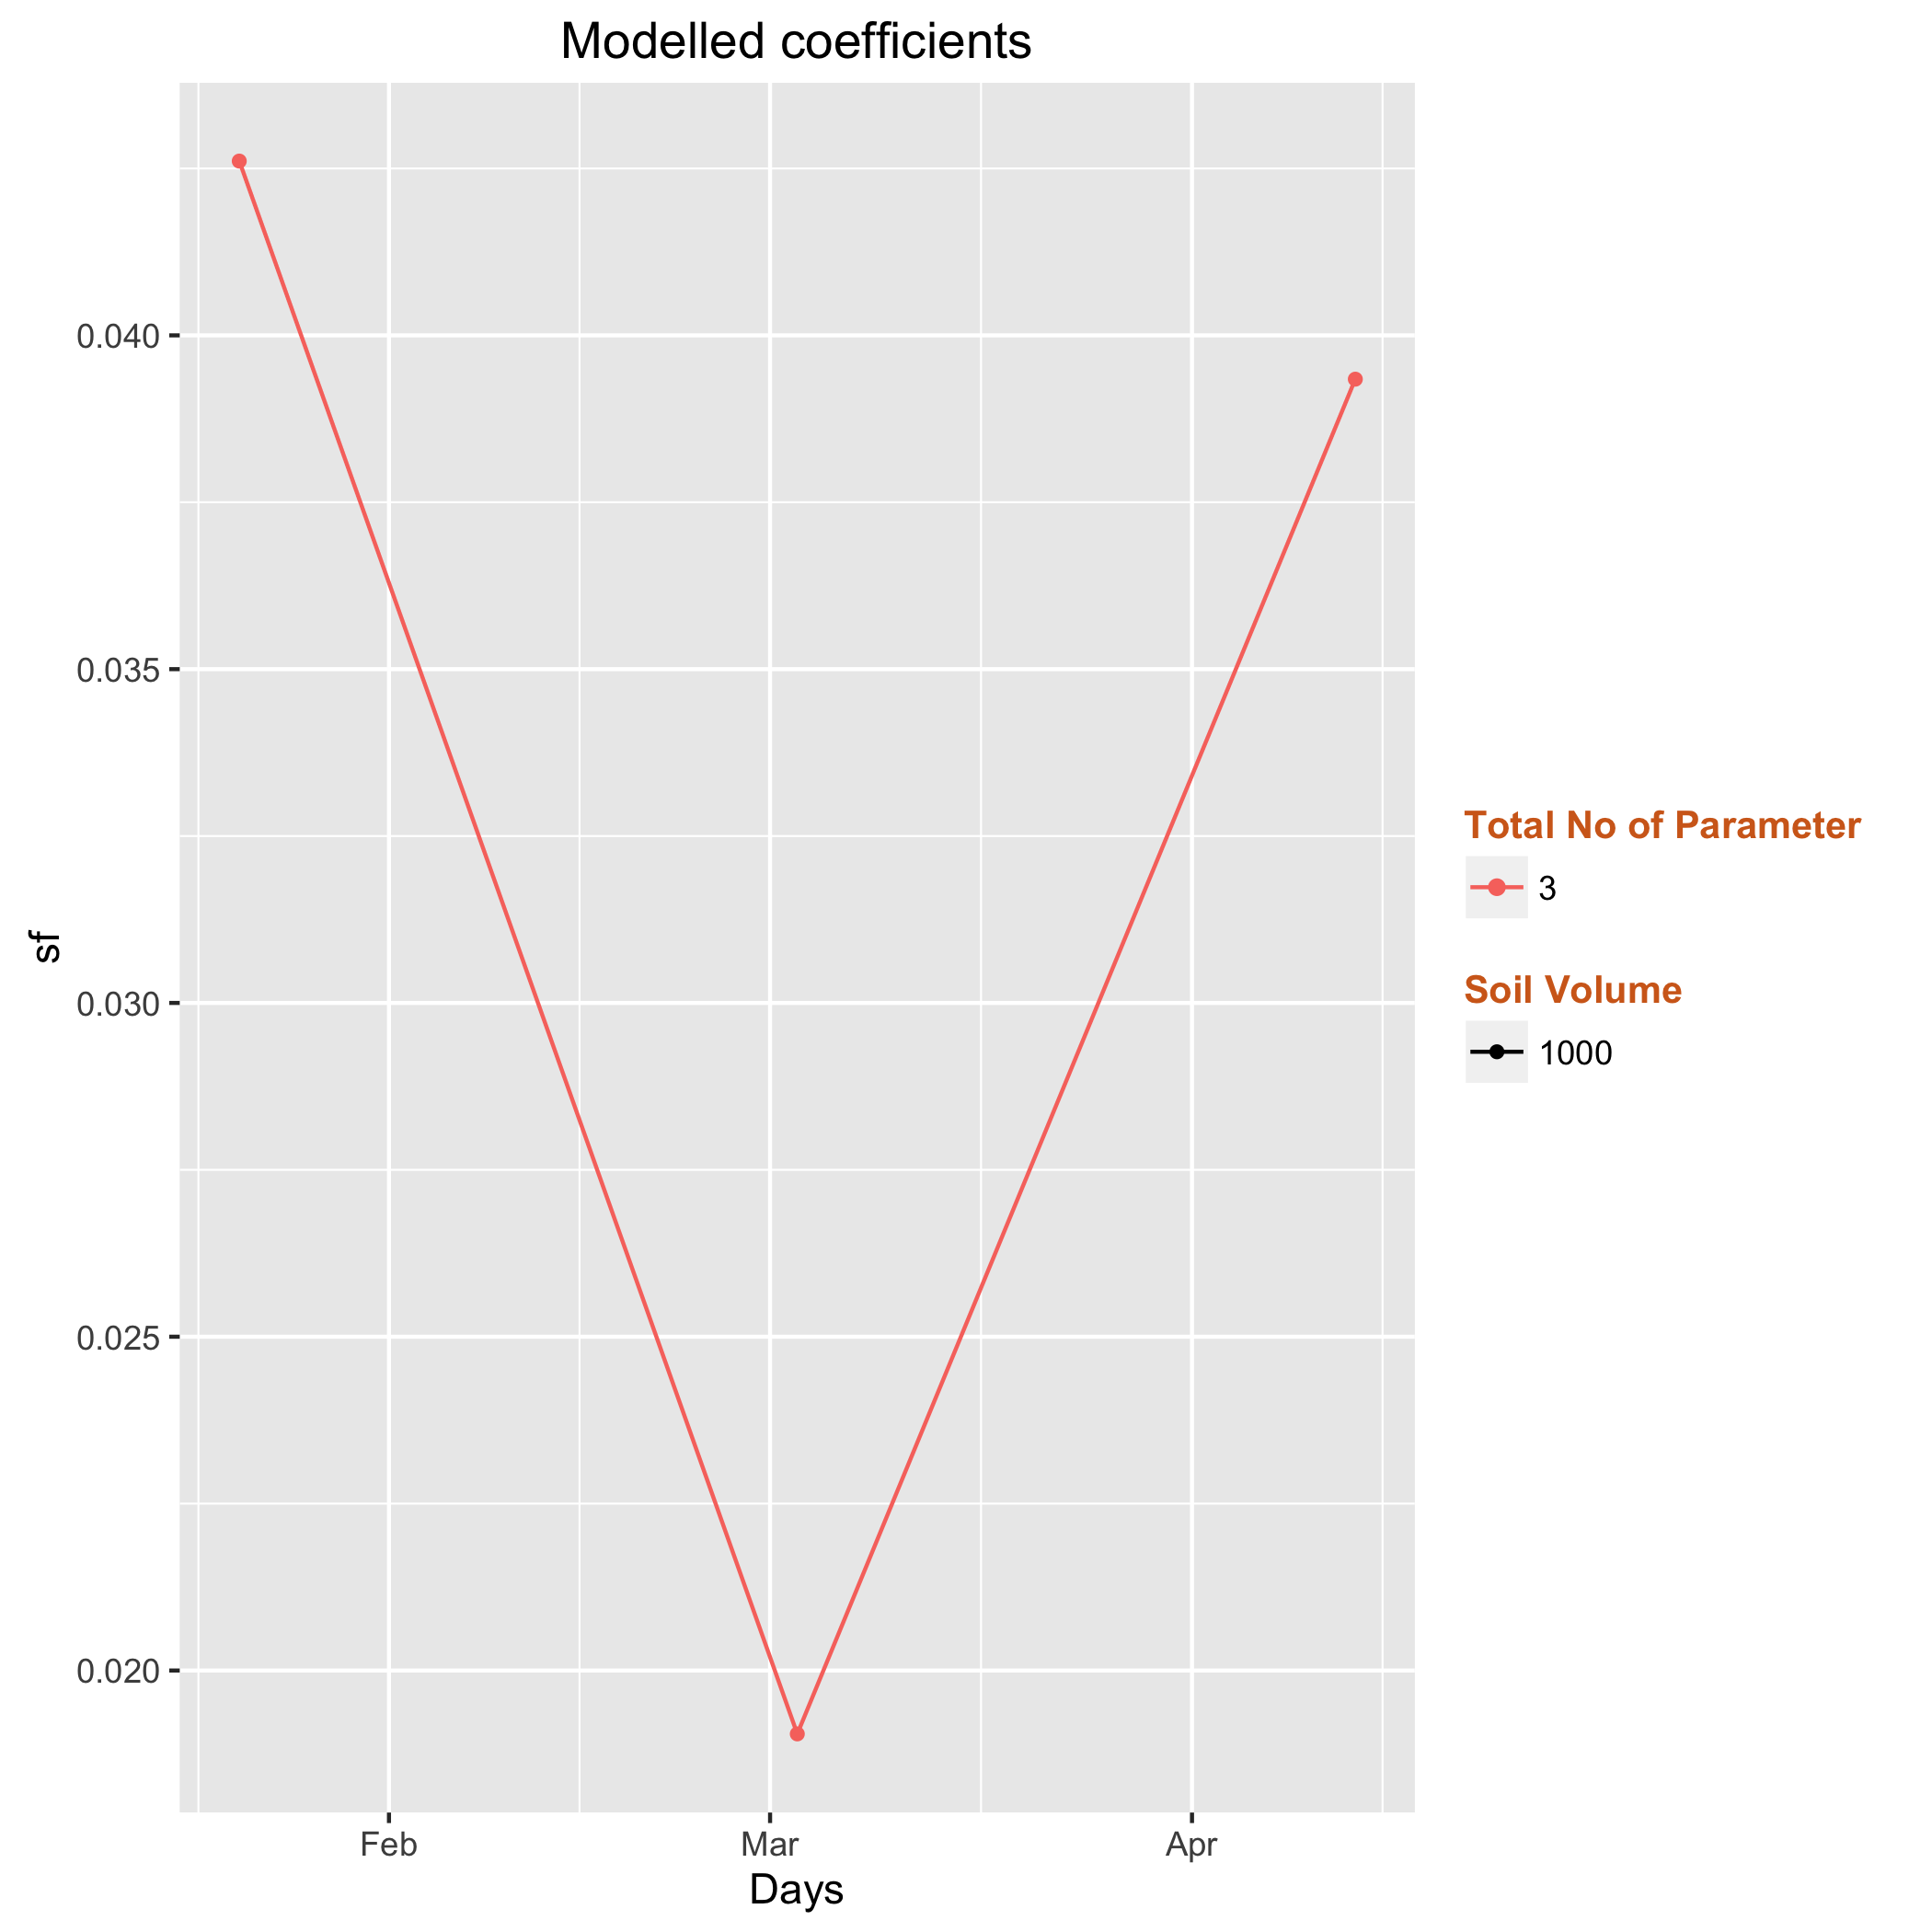 Modelled coefficients
0.040
0.035
0.030
0.025
0.020
sf
Feb
Mar
Apr
Days
Total No of Parameter
3
Soil Volume
1000